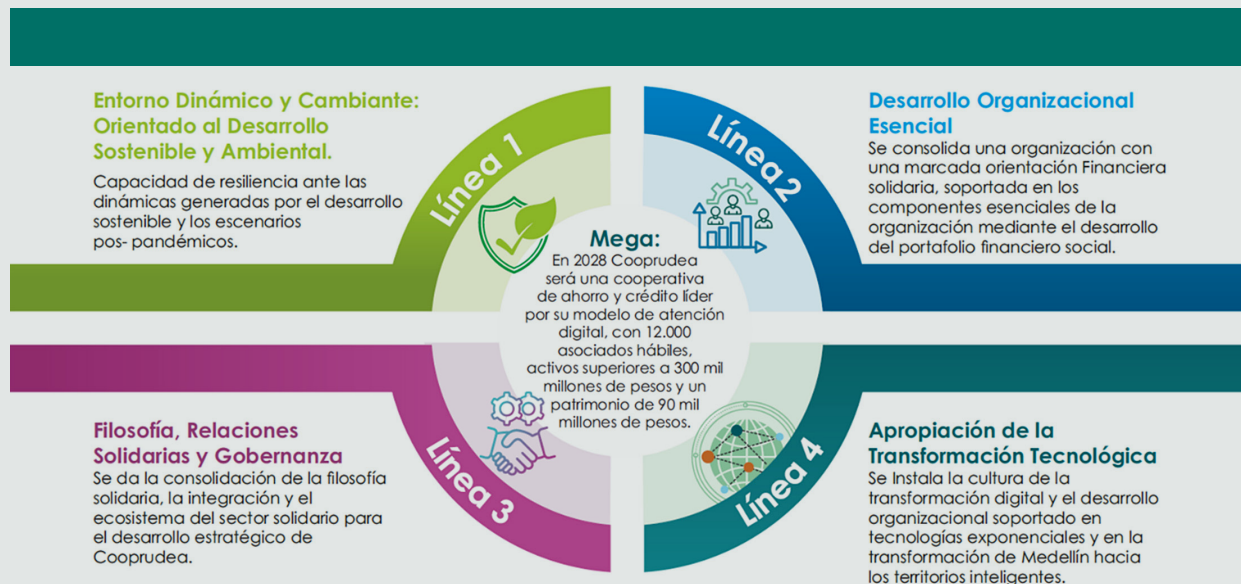 Entorno Dinámico y Cambiante:
Orientado al Desarrollo
Sostenible y Ambiental.
Capacidad de resiliencia ante las
dinámicas generadas por el desarrollo
sostenible y los escenarios
pos- pandémicos.
Línea 1
Línea2
Desarrollo Organizacional
Esencial
Se consolida una organización con
una marcada orientación Financiera
solidaria, soportada en los
componentes esenciales de la
organización mediante el desarrollo
del portafolio financiero social.
Mega:
En 2028 Cooprudea
será una cooperativa
de ahorro y crédito líder
por su modelo de atención
digital, con 12.000
asociados hábiles,
activos superiores a 300 mil
millones de pesos y un
patrimonio de 90 mil
millones de pesos.
Filosofía, Relaciones
Solidarias y Gobernanza
Se da la consolidación de la filosofía
solidaria, la integración y el
ecosistema del sector solidario para
el desarrollo estratégico de
Cooprudea.
Línea 3
Línea 4
Apropiación de la
Transformación Tecnológica
Se Instala la cultura de la
transformación digital y el desarrollo
organizacional soportado en
tecnologías exponenciales y en la
transformación de Medellín hacia
los territorios inteligentes.